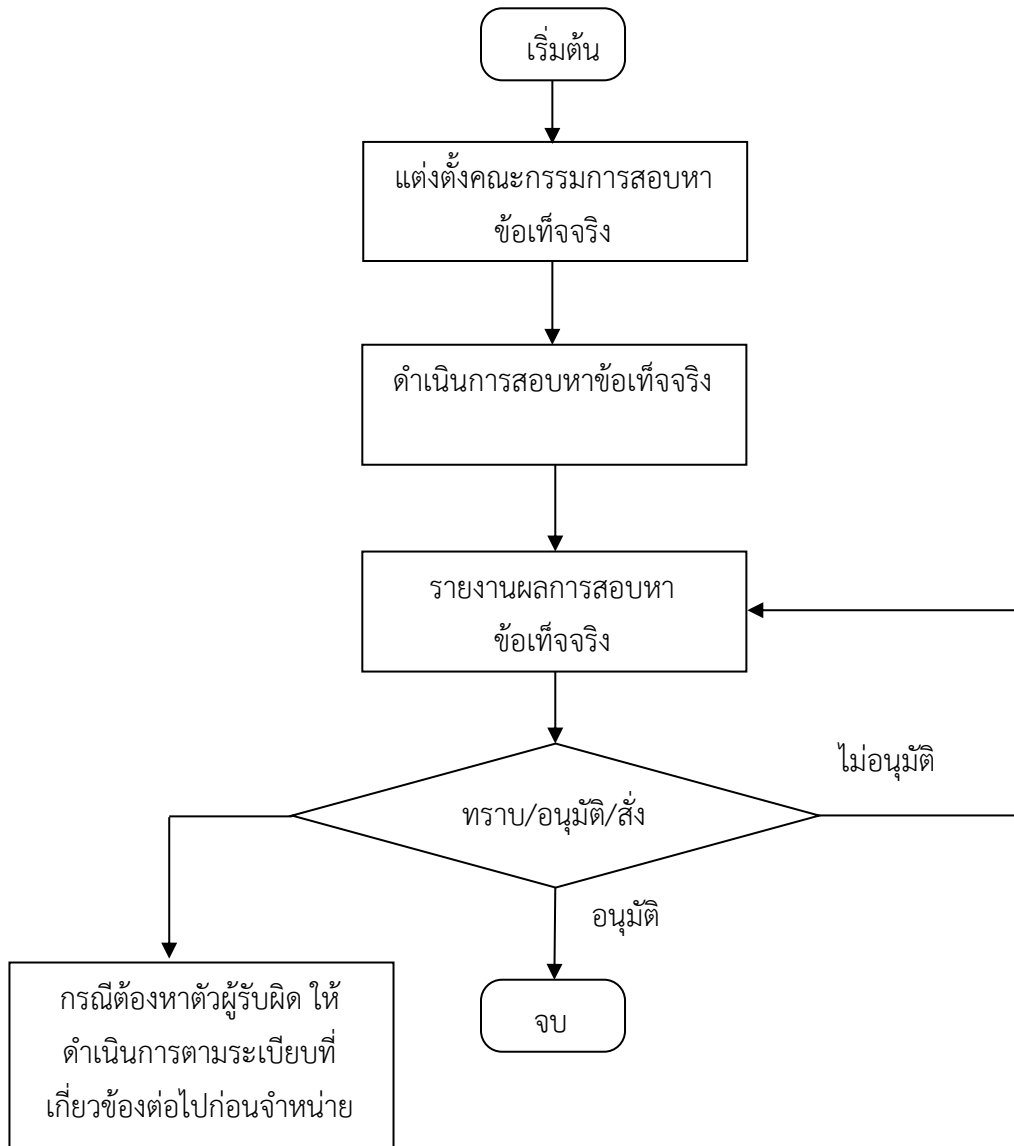 เริ่มต้น
แต่งตั้งคณะกรรมการสอบหา
ข้อเท็จจริง
ดำเนินการสอบหาข้อเท็จจริง
รายงานผลการสอบหา
ข้อเท็จจริง
ไม่อนุมัติ
ทราบ/อนุมัติ/สั่ง
อนุมัติ
กรณีต้องหาตัวผู้รับผิด ให้
ดำเนินการตามระเบียบที่
เกี่ยวข้องต่อไปก่อนจำหน่าย
จบ